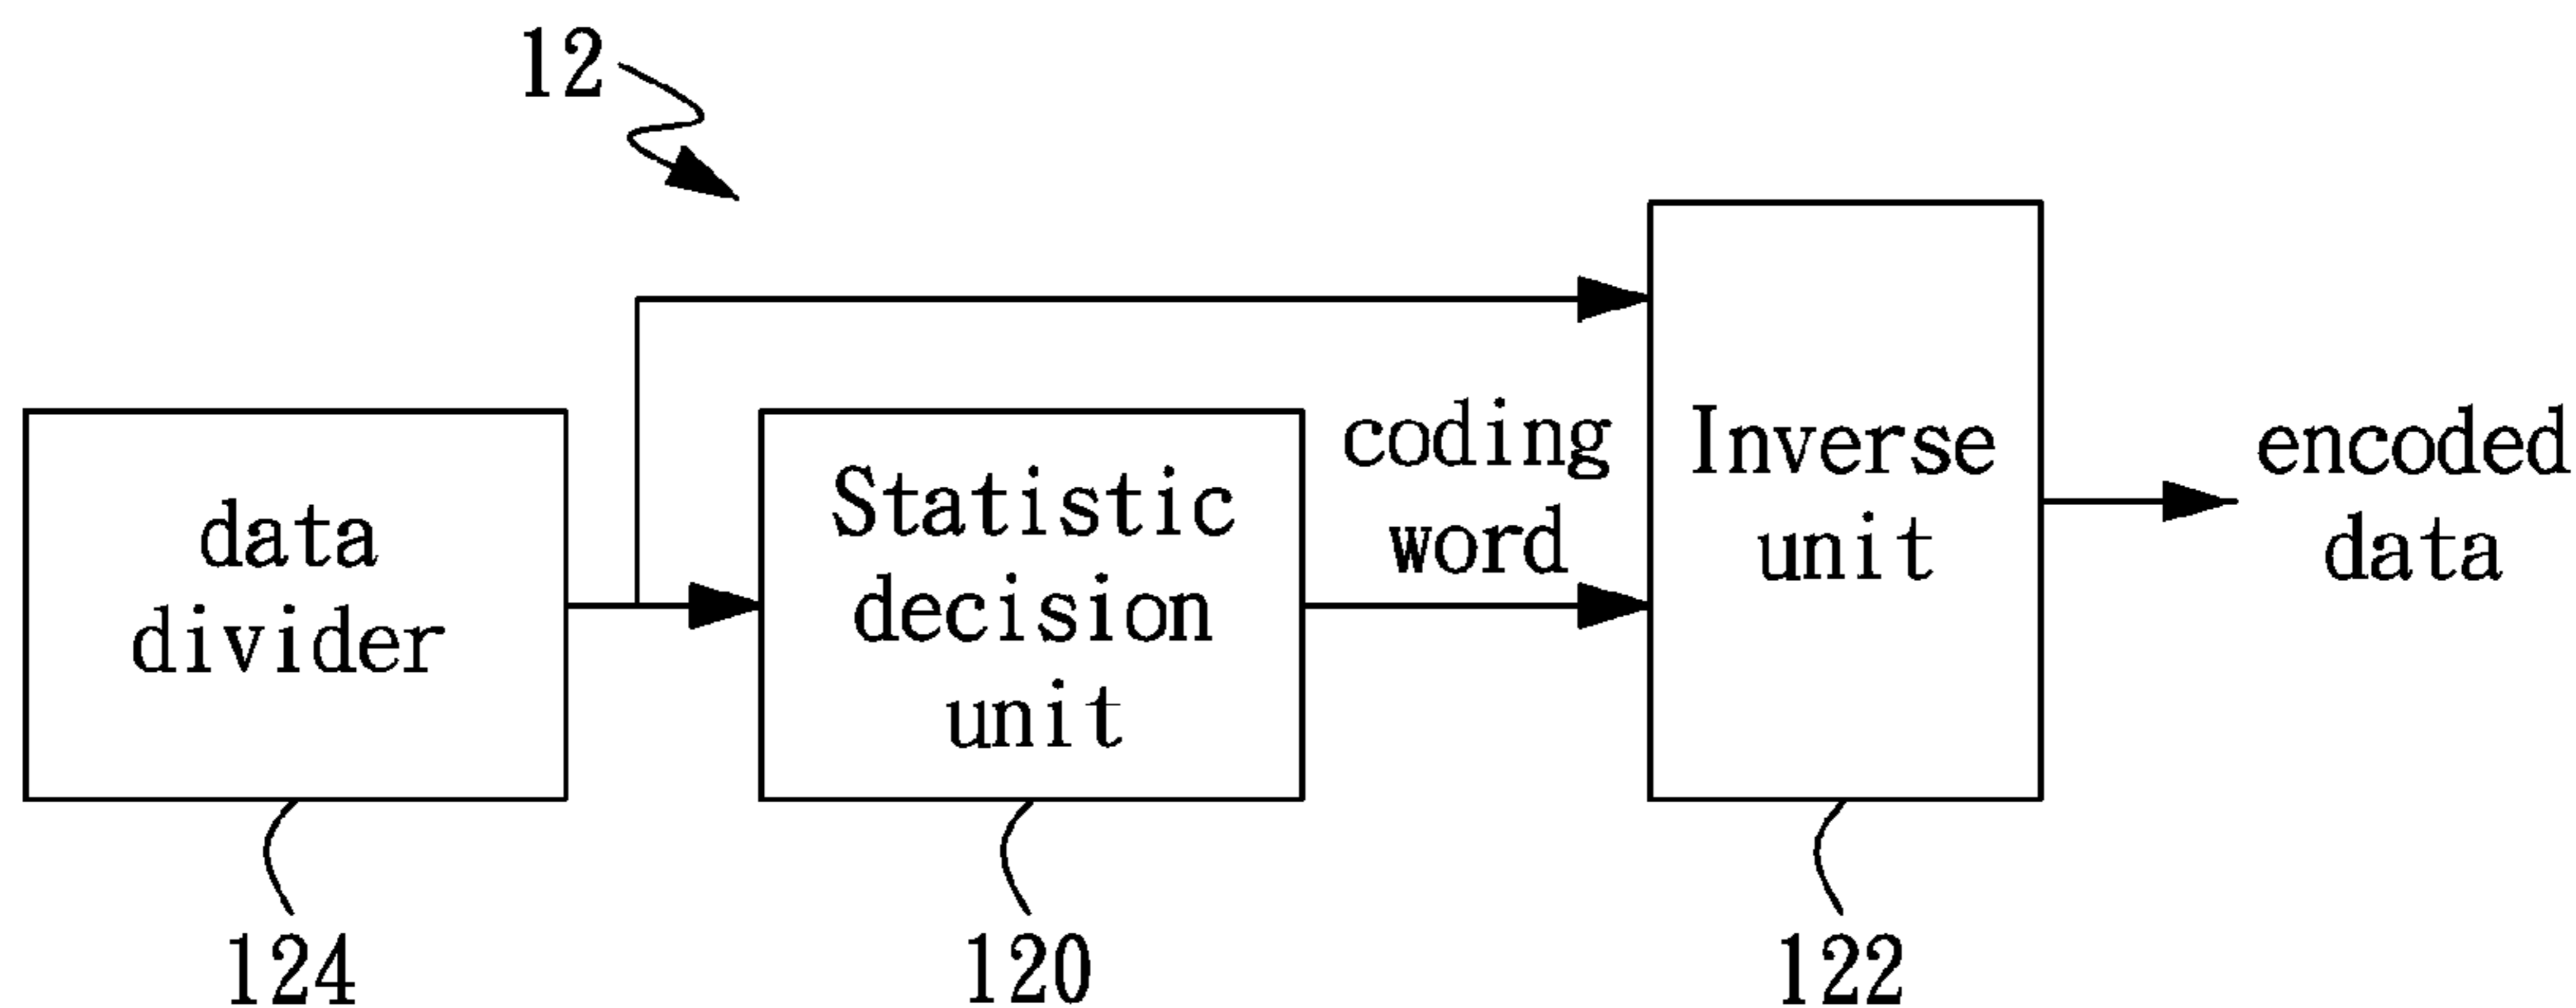 12
data
divider
Statistic
decision
unit
coding
word
Inverse
unit
encoded
data
124
120
122